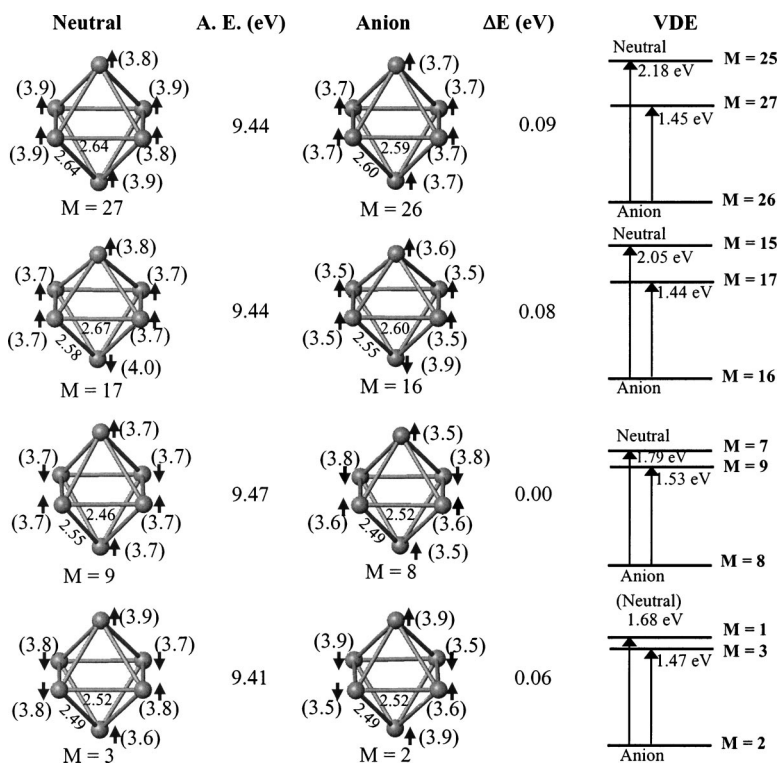 Neutral A. E. (eV) Anion ΔE (eV) VDE
(3.8)
(3.9) (3.9)
(3.9) (3.8)
2.64 2.64
(3.9)
M = 27
9.44
(3.7)
(3.7) (3.7)
(3.7) (3.7)
2.60 2.59
(3.7)
M = 26
0.09
Neutral M = 25
2.18 eV
M = 27
1.45 eV
M = 26
Anion
(3.8)
(3.7) (3.7)
(3.7) (3.7)
2.58 2.67
(4.0)
M = 17
9.44
(3.6)
(3.5) (3.5)
(3.5) (3.5)
2.55 2.60
(3.9)
M = 16
0.08
Neutral M = 15
2.05 eV
M = 17
1.44 eV
M = 16
Anion
(3.7)
(3.7) (3.7)
(3.7) (3.7)
2.55 2.46
(3.7)
M = 9
9.47
(3.5)
(3.8) (3.8)
(3.6) (3.6)
2.49 2.52
(3.5)
M = 8
0.00
Neutral
M = 7
1.79 eV
M = 9
1.53 eV
M = 8
Anion
(3.9)
(3.8) (3.7)
(3.8) (3.8)
2.49 2.52
(3.6)
M = 3
9.41
(3.9)
(3.9) (3.5)
(3.5) (3.6)
2.49 2.52
(3.9)
M = 2
0.06
(Neutral)
1.68 eV
M = 1
M = 3
1.47 eV
M = 2
Anion